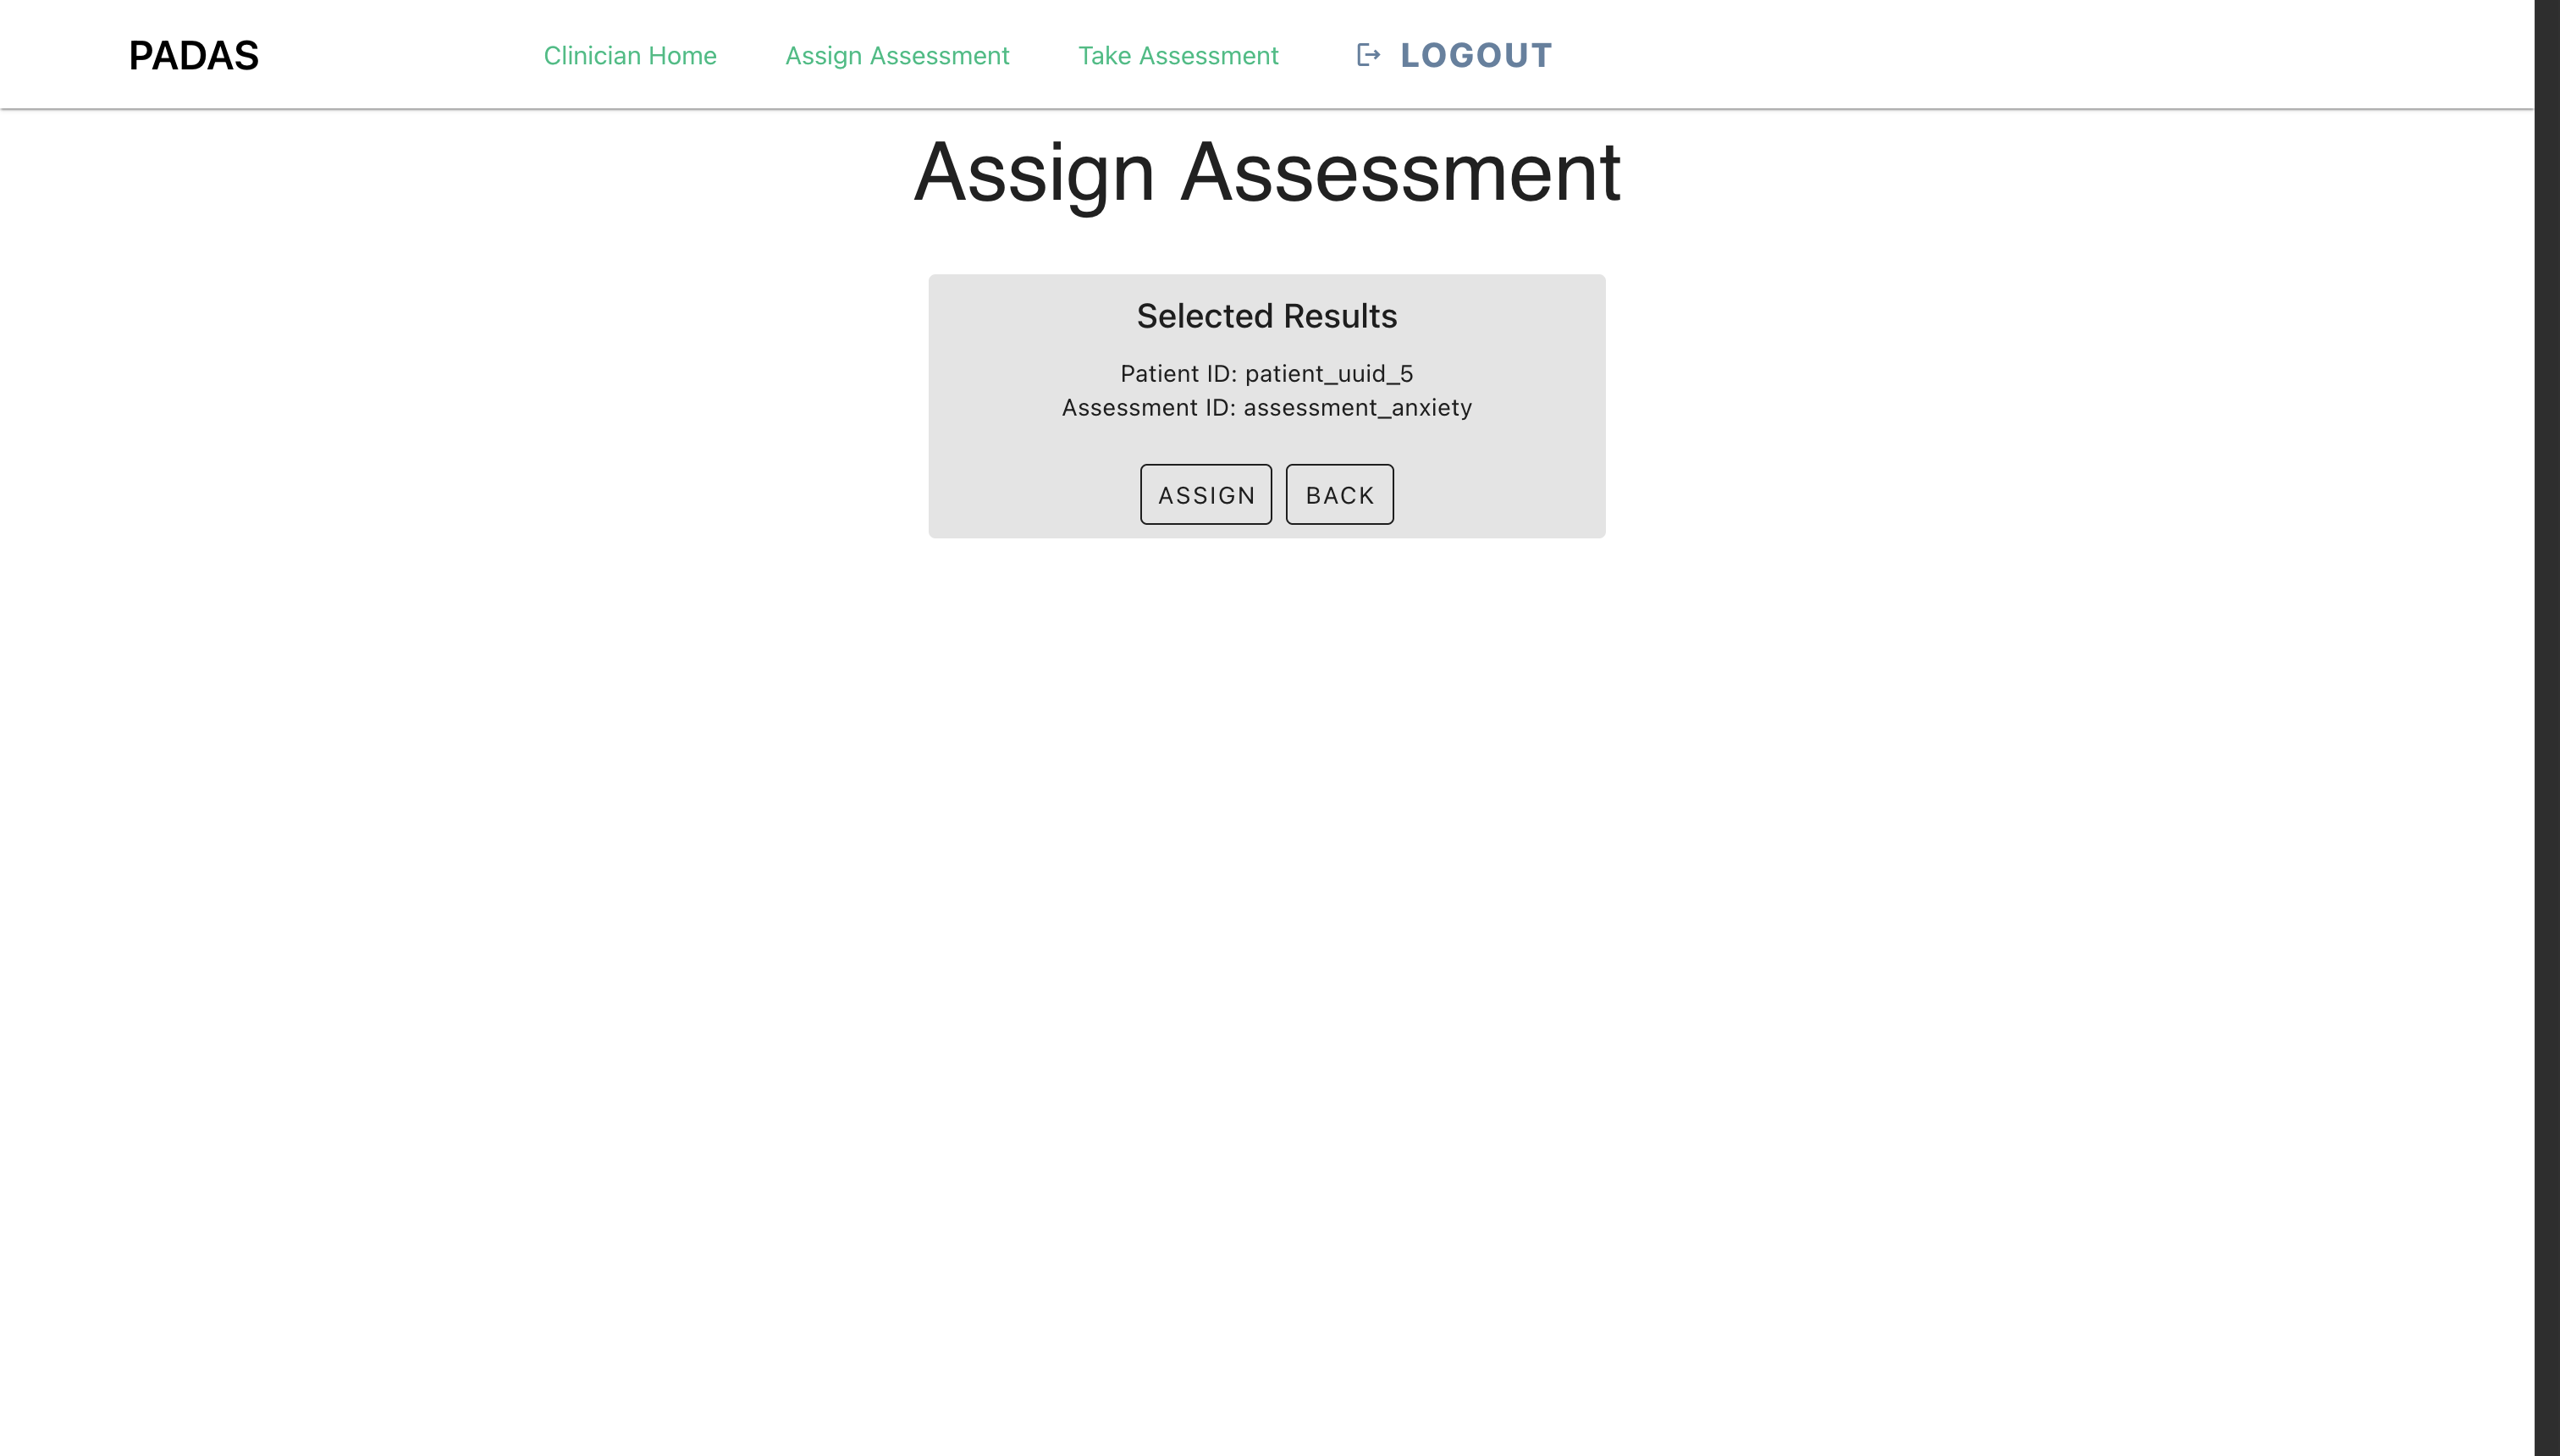 PADAS
Clinician Home
Assign Assessment
Take Assessment
LOGOUT
Assign Assessment
Selected Results
Patient ID: patient_uuid_5
Assessment ID: assessment_anxiety
ASSIGN
BACK